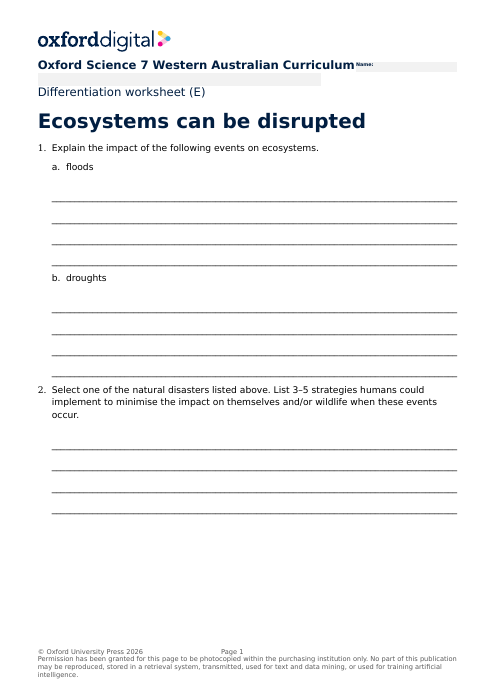 oxforddigital
Oxford Science 7 Western Australian Curriculum Name:
Differentiation worksheet (E)
Ecosystems can be disrupted
1. Explain the impact of the following events on ecosystems.
a. floods
b. droughts
2. Select one of the natural disasters listed above. List 3–5 strategies humans could
implement to minimise the impact on themselves and/or wildlife when these events
occur.
© Oxford University Press 2026 Page 1
Permission has been granted for this page to be photocopied within the purchasing institution only. No part of this publication
may be reproduced, stored in a retrieval system, transmitted, used for text and data mining, or used for training artificial
intelligence.